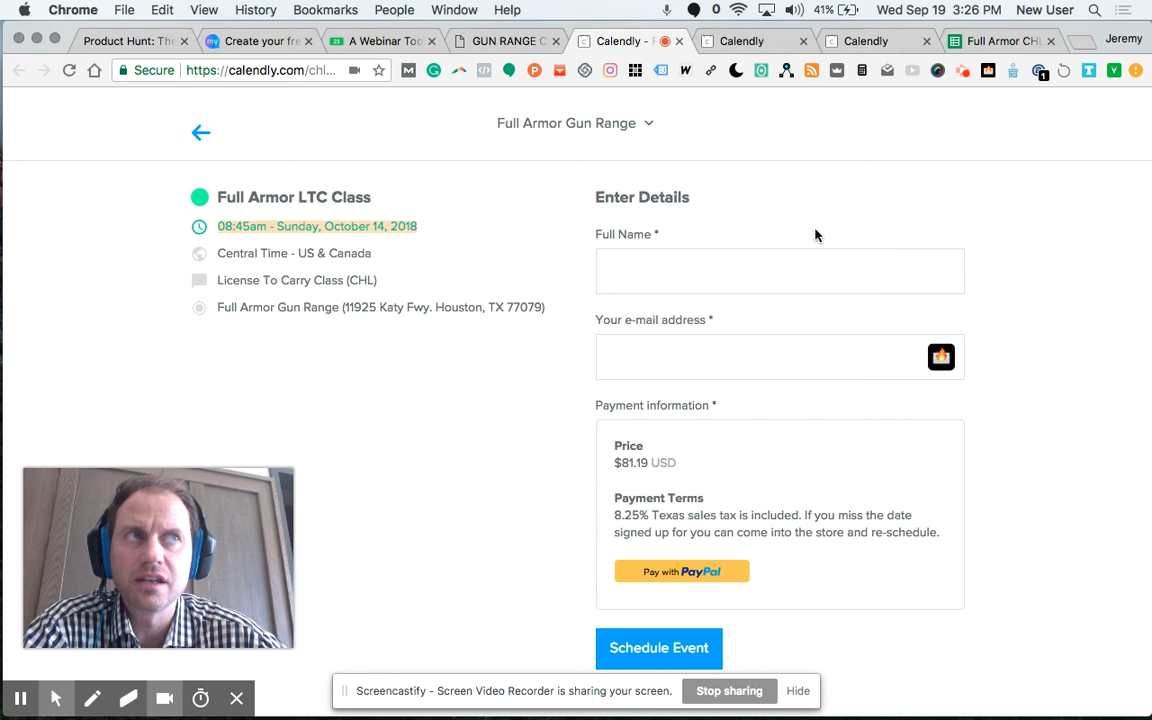 Chrome File Edit View History Bookmarks People Window Help 0 41% Wed Sep 19 3:26 PM New User
Product Hunt: The Create your fre A Webinar Too GUN RANGE C Calendly - F Calendly Calendly Full Armor CHL Jeremy
Secure https://calendly.com/chl...
Full Armor Gun Range
Full Armor LTC Class
08:45am - Sunday, October 14, 2018
Central Time - US & Canada
License To Carry Class (CHL)
Full Armor Gun Range (11925 Katy Fwy. Houston, TX 77079)
Enter Details
Full Name *
Your e-mail address *
Payment information *
Price
$81.19 USD
Payment Terms
8.25% Texas sales tax is included. If you miss the date
signed up for you can come into the store and re-schedule.
Pay with PayPal
Schedule Event
Screencastify - Screen Video Recorder is sharing your screen. Stop sharing Hide